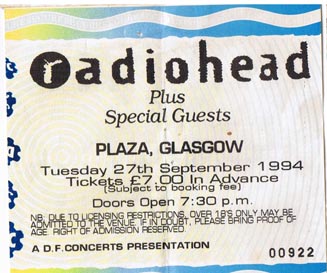 radiohead
Plus
Special Guests
PLAZA, GLASGOW
Tuesday 27th September 1994
Tickets £7.00 In Advance
(Subject to booking fee)
Doors Open 7:30 p.m.
NB: DUE TO LICENSING RESTRICTIONS, OVER 18'S ONLY MAY BE
ADMITTED TO THE VENUE. IF IN DOUBT, PLEASE BRING PROOF OF
AGE. RIGHT OF ADMISSION RESERVED.
A D.F. CONCERTS PRESENTATION
00922